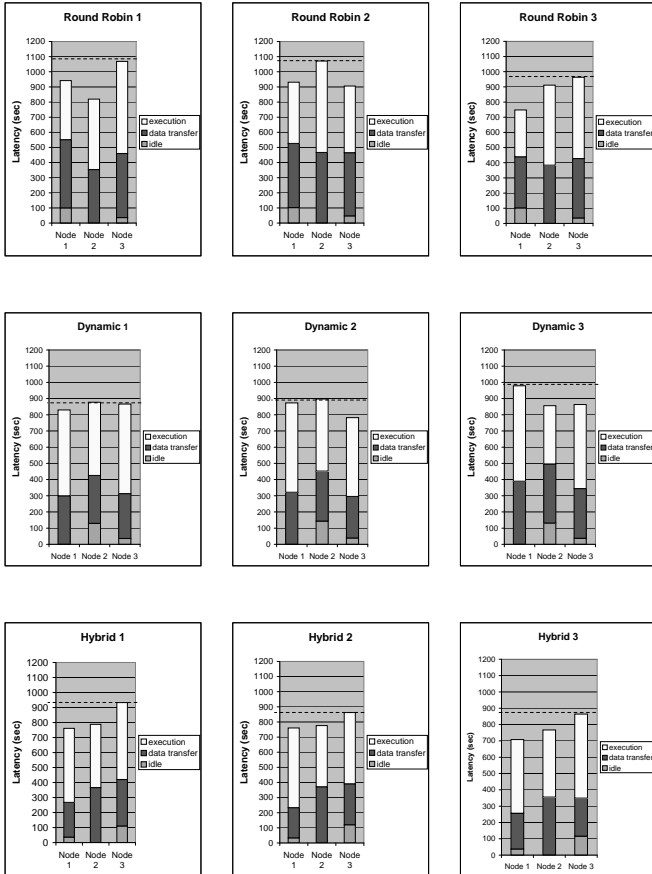 Round Robin 1
1200
1100
1000
900
800
700
600
500
400
300
200
100
0
Latency (sec)
Node 1
Node 2
Node 3
execution
data transfer
idle
Round Robin 2
1200
1100
1000
900
800
700
600
500
400
300
200
100
0
Latency (sec)
Node 1
Node 2
Node 3
execution
data transfer
idle
Round Robin 3
1200
1100
1000
900
800
700
600
500
400
300
200
100
0
Latency (sec)
Node 1
Node 2
Node 3
execution
data transfer
idle
Dynamic 1
1200
1100
1000
900
800
700
600
500
400
300
200
100
0
Latency (sec)
Node 1 Node 2 Node 3
execution
data transfer
idle
Dynamic 2
1200
1100
1000
900
800
700
600
500
400
300
200
100
0
Latency (sec)
Node 1 Node 2 Node 3
execution
data transfer
idle
Dynamic 3
1200
1100
1000
900
800
700
600
500
400
300
200
100
0
Latency (sec)
Node 1 Node 2 Node 3
execution
data transfer
idle
Hybrid 1
1200
1100
1000
900
800
700
600
500
400
300
200
100
0
Latency (sec)
Node 1
Node 2
Node 3
execution
data transfer
idle
Hybrid 2
1200
1100
1000
900
800
700
600
500
400
300
200
100
0
Latency (sec)
Node 1
Node 2
Node 3
execution
data transfer
idle
Hybrid 3
1200
1100
1000
900
800
700
600
500
400
300
200
100
0
Latency (sec)
Node 1 Node 2 Node 3
execution
data transfer
idle